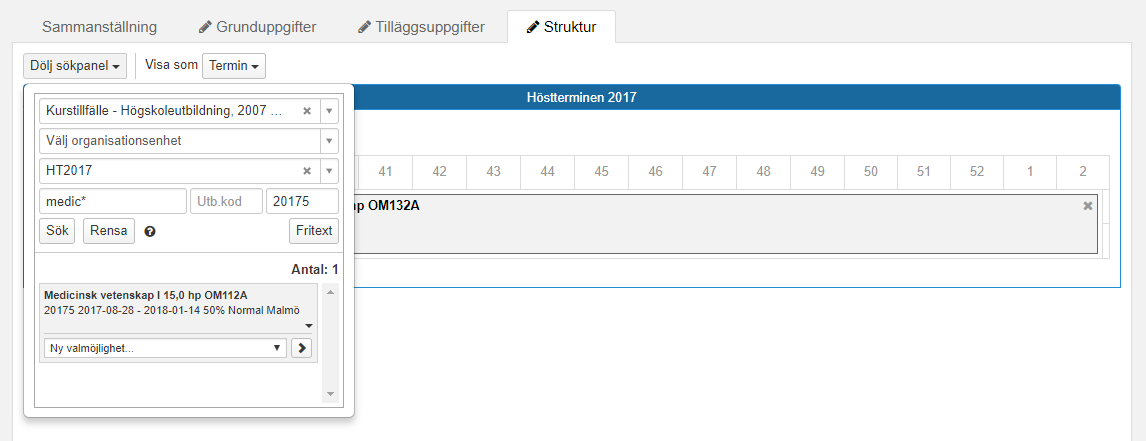 Sammanställning Grunduppgifter Tilläggsuppgifter Struktur
Dölj sökpanel Visa som Termin
Höstterminen 2017
Kurstillfälle - Högskoleutbildning, 2007 ...
Välj organisationsenhet
HT2017
medic* Utb.kod 20175
Sök Rensa Fritext
Antal: 1
Medicinsk vetenskap I 15,0 hp OM112A
20175 2017-08-28 - 2018-01-14 50% Normal Malmö
Ny valmöjlighet...
41 42 43 44 45 46 47 48 49 50 51 52 1 2
hp OM132A